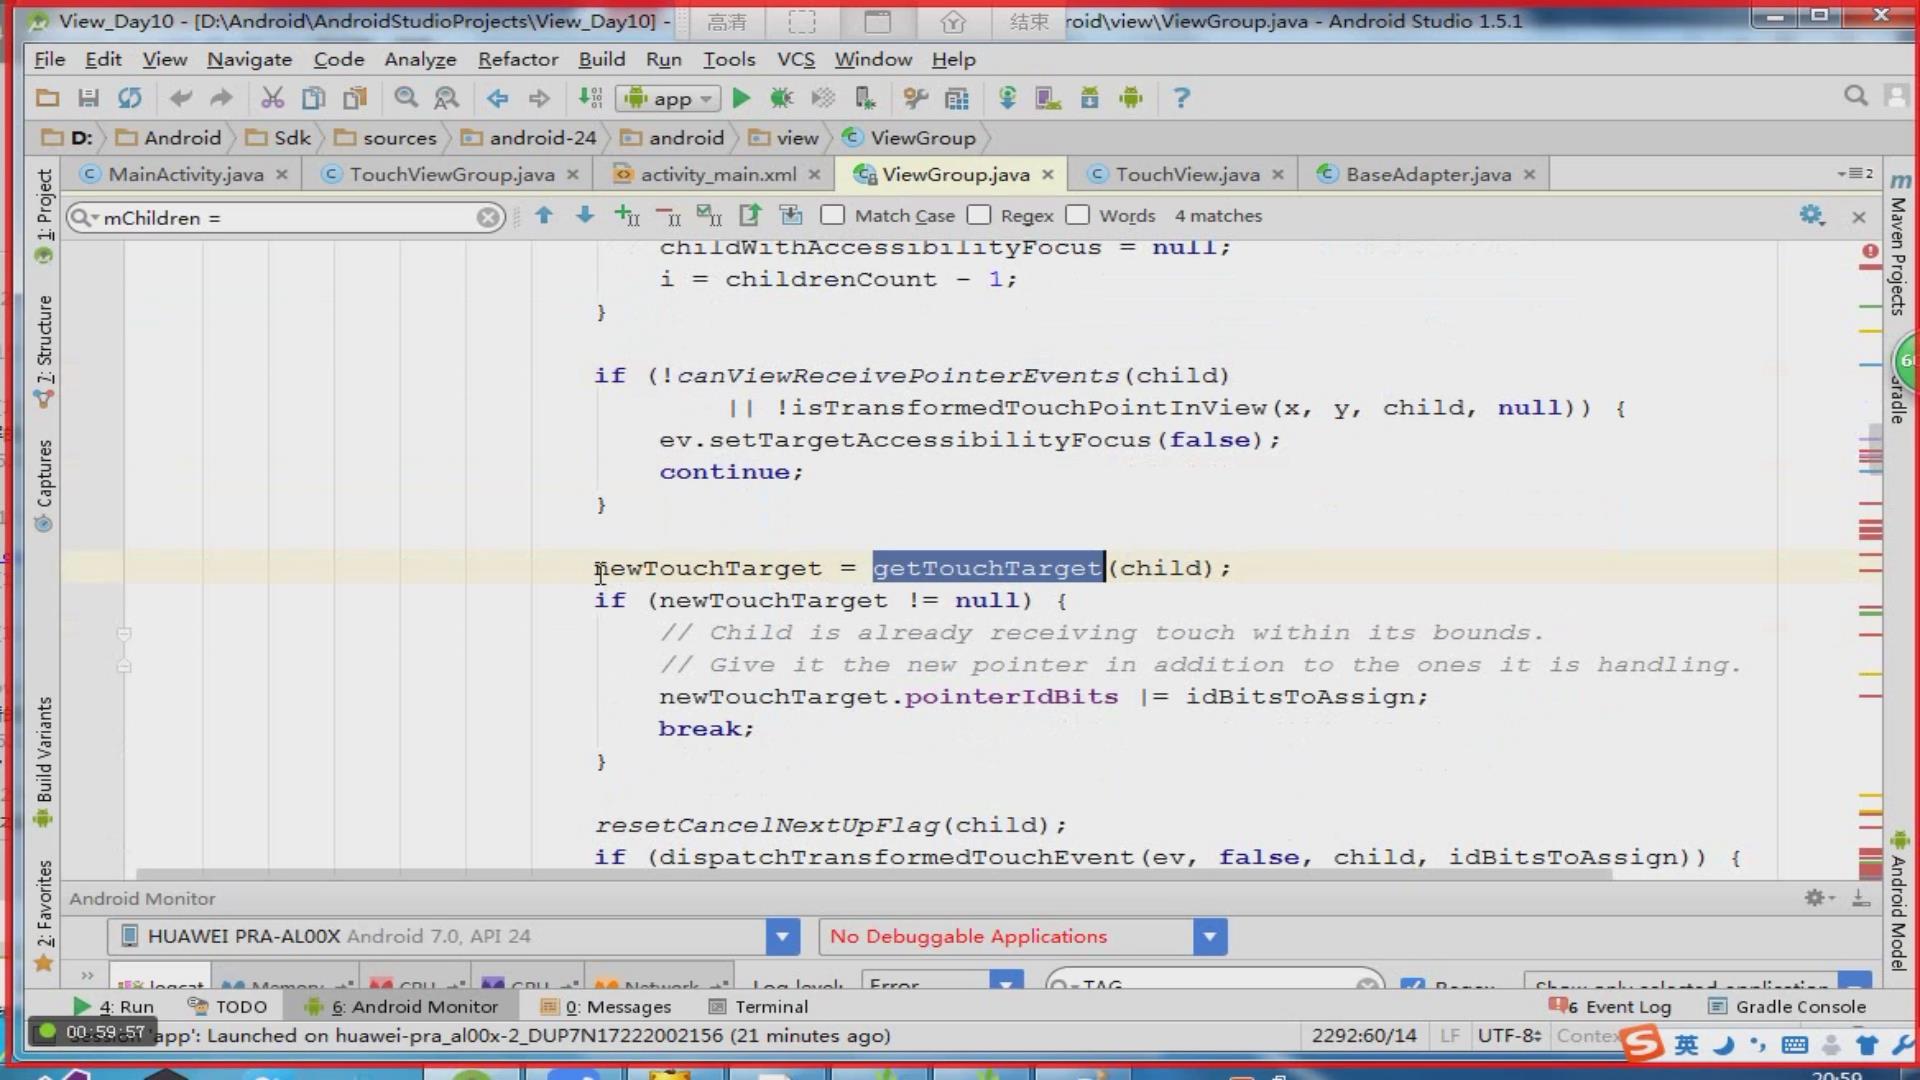 View_Day10 - [D:\Android\AndroidStudioProjects\View_Day10] - 高清 结束 roid\view\ViewGroup.java - Android Studio 1.5.1
File Edit View Navigate Code Analyze Refactor Build Run Tools VCS Window Help
app
D: Android Sdk sources android-24 android view ViewGroup
MainActivity.java TouchViewGroup.java activity_main.xml ViewGroup.java TouchView.java BaseAdapter.java 2
mChildren = Match Case Regex Words 4 matches
childWithAccessibilityFocus = null;
i = childrenCount - 1;
}
if (!canViewReceivePointerEvents(child)
|| !isTransformedTouchPointInView(x, y, child, null)) {
ev.setTargetAccessibilityFocus(false);
continue;
}
newTouchTarget = getTouchTarget(child);
if (newTouchTarget != null) {
// Child is already receiving touch within its bounds.
// Give it the new pointer in addition to the ones it is handling.
newTouchTarget.pointerIdBits |= idBitsToAssign;
break;
}
resetCancelNextUpFlag(child);
if (dispatchTransformedTouchEvent(ev, false, child, idBitsToAssign)) {
1: Project
7: Structure
Captures
Build Variants
2: Favorites
Maven Projects
Gradle
Android Model
Android Monitor
HUAWEI PRA-AL00X Android 7.0, API 24 No Debuggable Applications
logcat Memory CPU GPU Network Log level: Error TAG Regex Show only selected application
4: Run TODO 6: Android Monitor 0: Messages Terminal 6 Event Log Gradle Console
00:59:57 'app': Launched on huawei-pra_al00x-2_DUP7N17222002156 (21 minutes ago) 2292:60/14 LF UTF-8 英
20:59